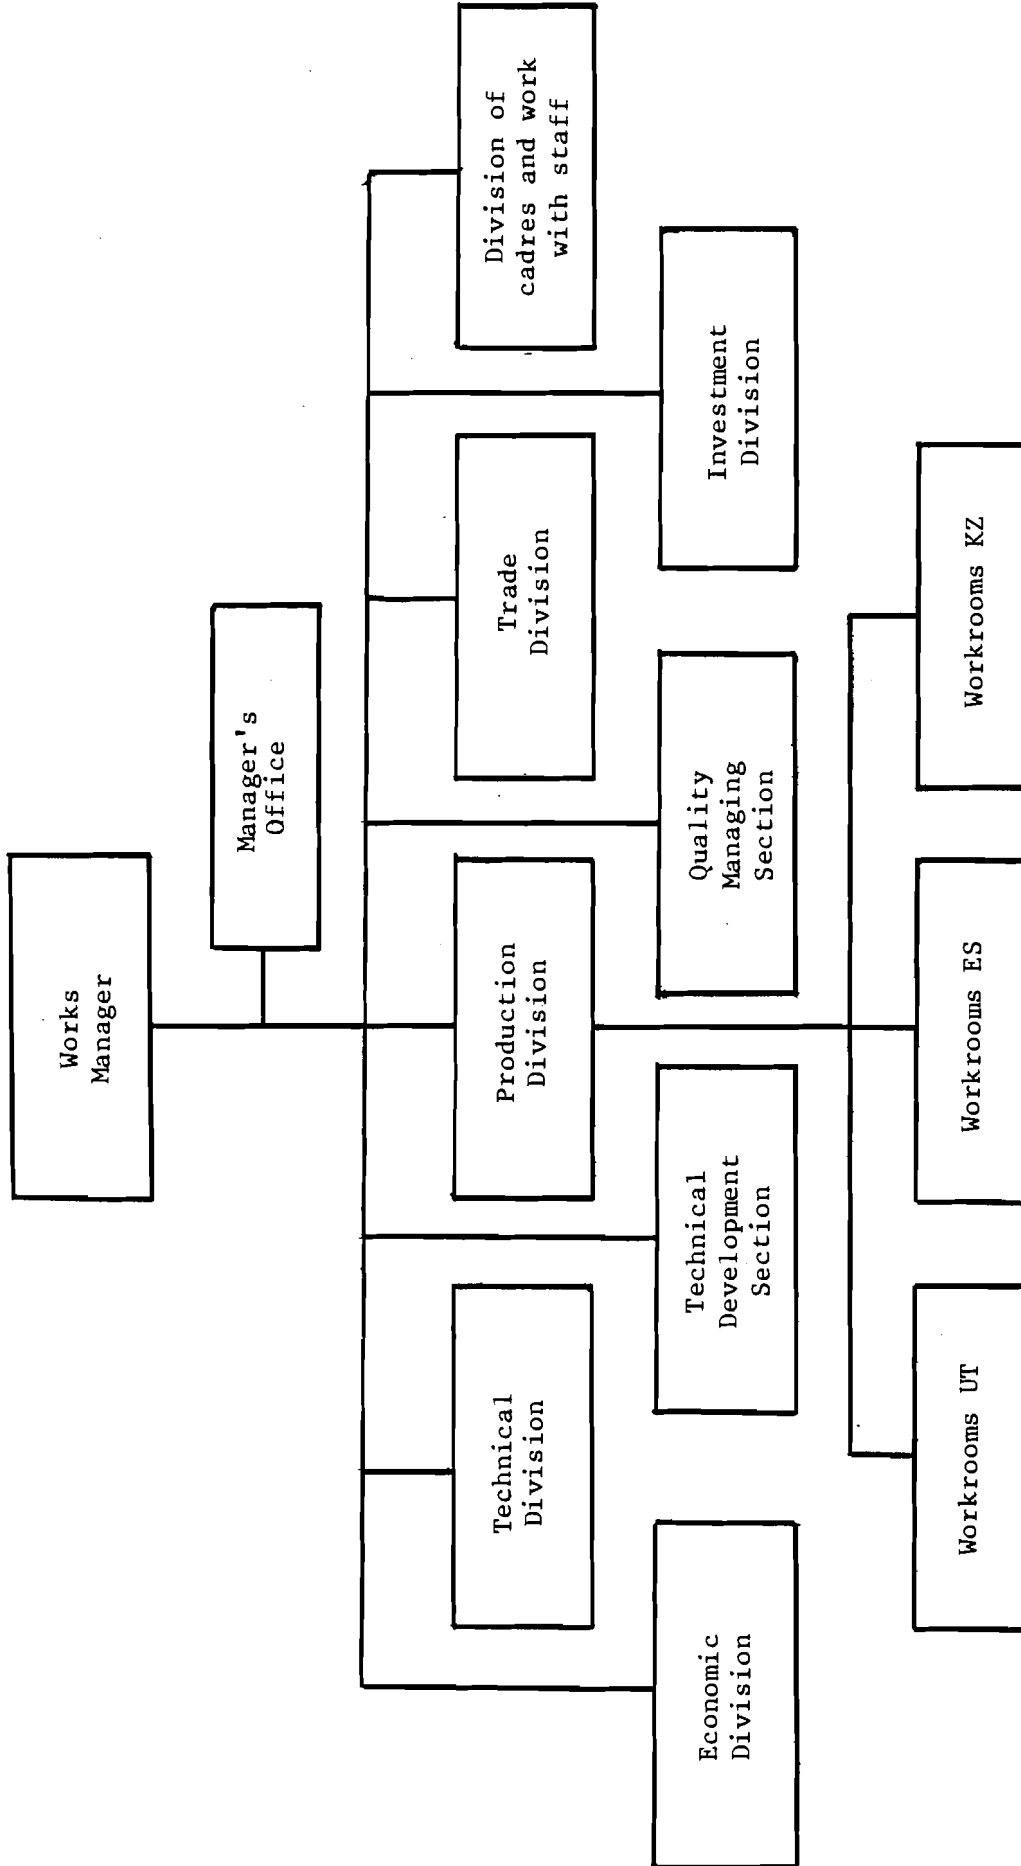 Works
Manager
Manager's
Office
Technical
Division
Production
Division
Trade
Division
Division of
cadres and work
with staff
Economic
Division
Technical
Development
Section
Quality
Managing
Section
Investment
Division
Workrooms UT
Workrooms ES
Workrooms KZ